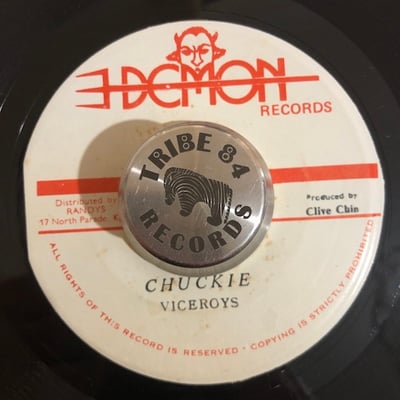 DEMON
RECORDS
TRIBE 84
RECORDS
Distributed by
RANDYS
17 North Parade,
Produced by
Clive Chin
CHUCKIE
VICEROYS
ALL RIGHTS OF THIS RECORD IS RESERVED • COPYING IS STRICTLY PROHIBITED